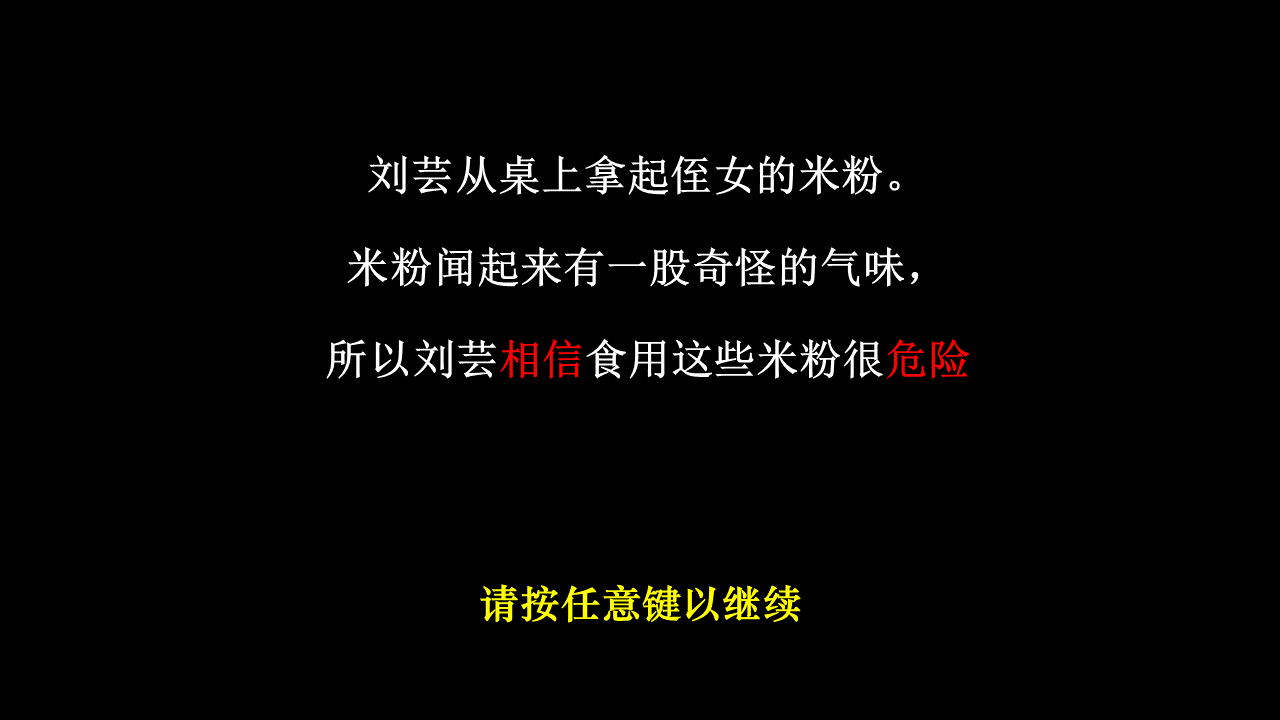 刘芸从桌上拿起侄女的米粉。
米粉闻起来有一股奇怪的气味，
所以刘芸相信食用这些米粉很危险
请按任意键以继续